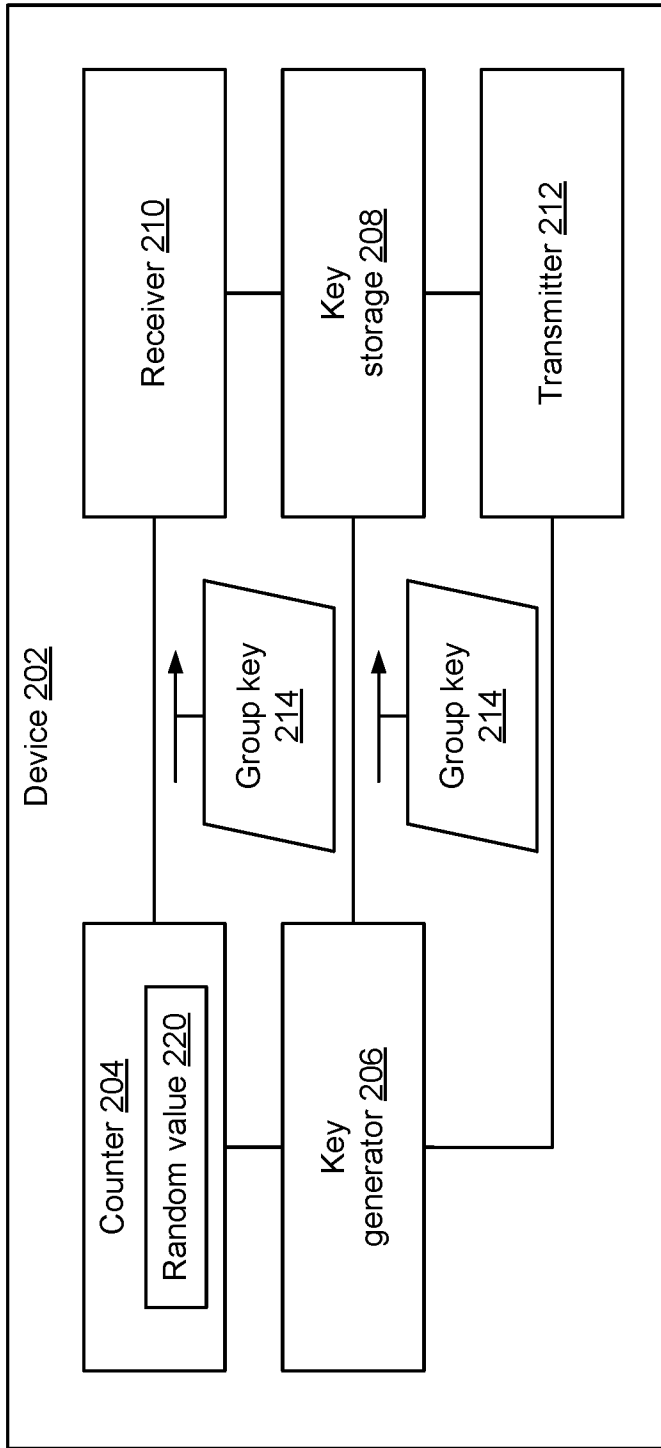 Device 202
Counter 204
Random value 220
Receiver 210
Group key
214
Key
generator 206
Key
storage 208
Group key
214
Transmitter 212